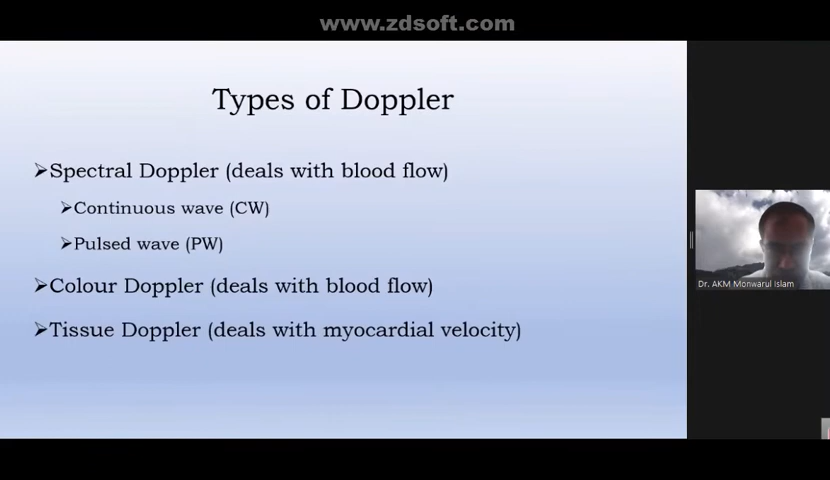 www.zdsoft.com
Types of Doppler
➢Spectral Doppler (deals with blood flow)
➢Continuous wave (CW)
➢Pulsed wave (PW)
➢Colour Doppler (deals with blood flow)
➢Tissue Doppler (deals with myocardial velocity)
Dr. AKM Monwarul Islam